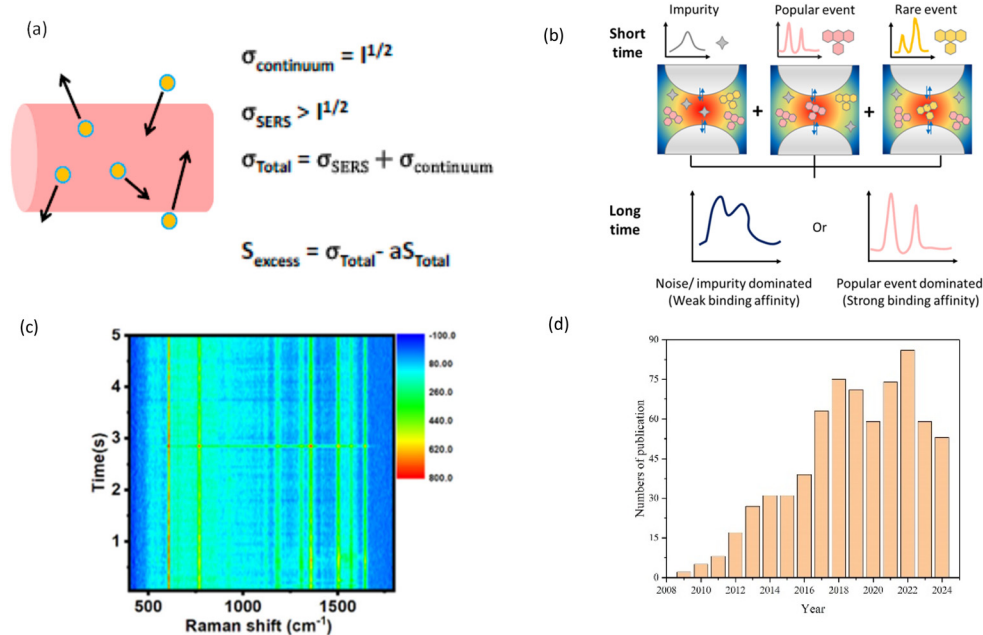 (a)
σcontinuum = I^1/2
σSERS > I^1/2
σTotal = σSERS + σcontinuum
Sexcess = σTotal- aSTotal
(b)
Impurity
Popular event
Rare event
Short
time
+
+
Long
time
Or
Noise/ impurity dominated
(Weak binding affinity)
Popular event dominated
(Strong binding affinity)
(c)
5
4
3
2
1
Time(s)
500
1000
1500
Raman shift (cm⁻¹)
-100.0
80.00
260.0
440.0
620.0
800.0
(d)
90
75
60
45
30
15
0
Numbers of publication
2008 2010 2012 2014 2016 2018 2020 2022 2024
Year